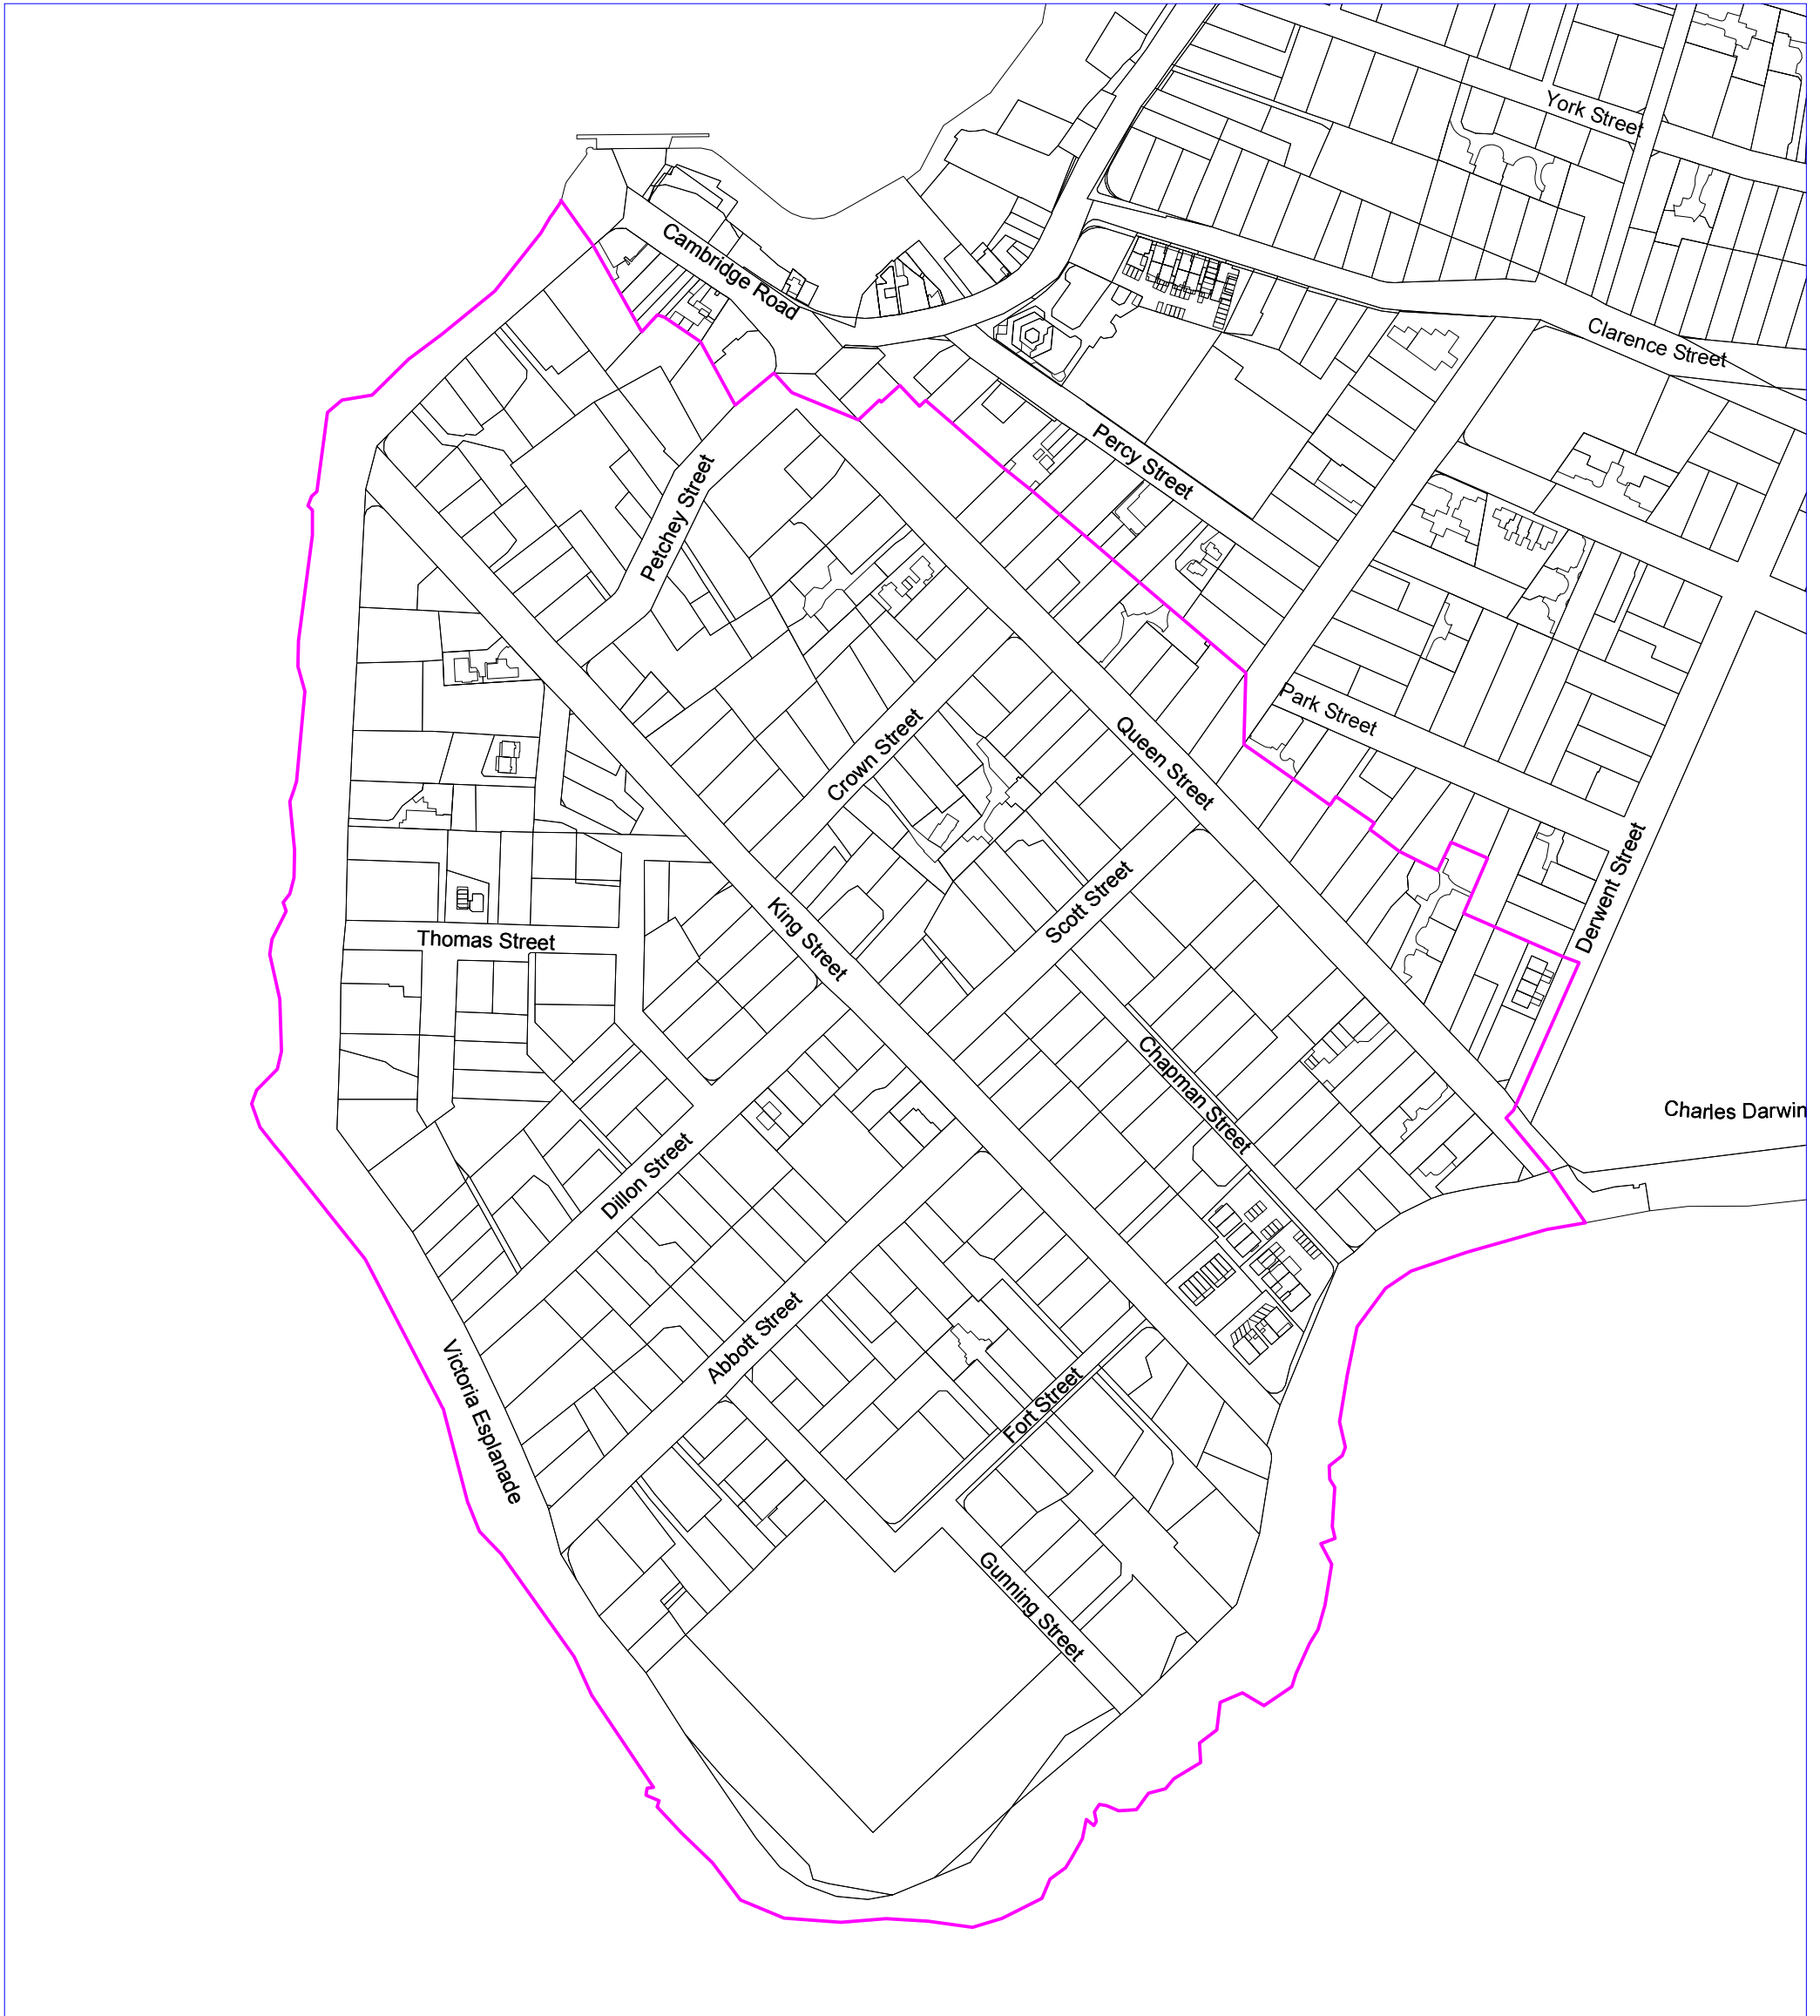 York Street
Cambridge Road
Clarence Street
Percy Street
Petchey Street
Park Street
Queen Street
Crown Street
Derwent Street
Scott Street
King Street
Thomas Street
Chapman Street
Charles Darwin
Dillon Street
Abbott Street
Victoria Esplanade
Fort Street
Gunning Street